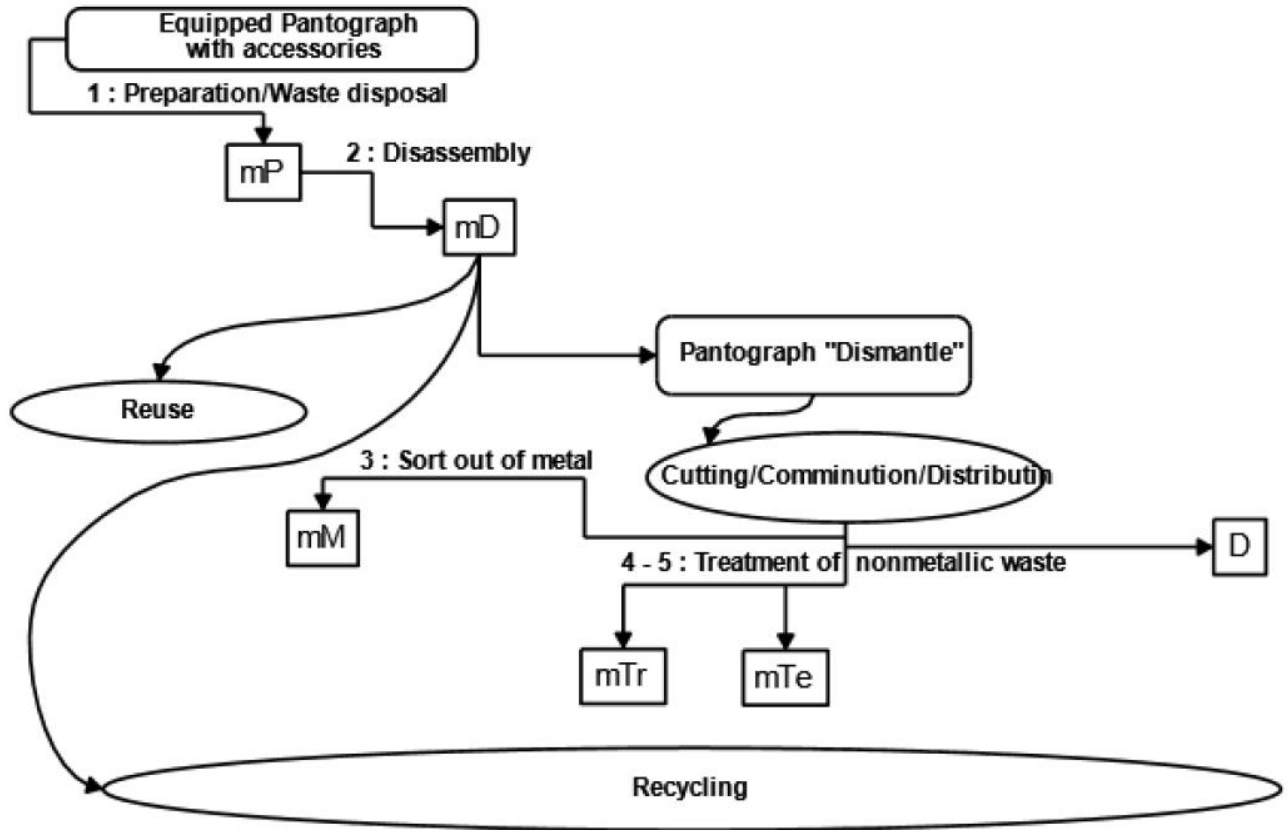 Equipped Pantograph
with accessories
1 : Preparation/Waste disposal
mP
2 : Disassembly
mD
Pantograph "Dismantle"
Reuse
3 : Sort out of metal
Cutting/Comminution/Distributin
mM
D
4 - 5 : Treatment of nonmetallic waste
mTr
mTe
Recycling